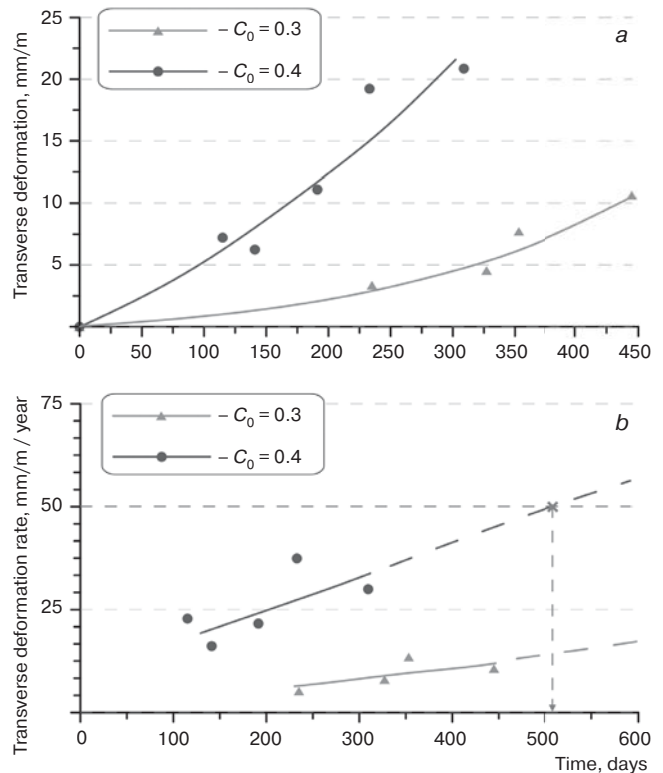 Transverse deformation, mm/m
25
20
15
10
5
0
50
100
150
200
250
300
350
400
450
– C0 = 0.3
– C0 = 0.4
a
Transverse deformation rate, mm/m / year
75
50
25
0
100
200
300
400
500
600
– C0 = 0.3
– C0 = 0.4
b
Time, days